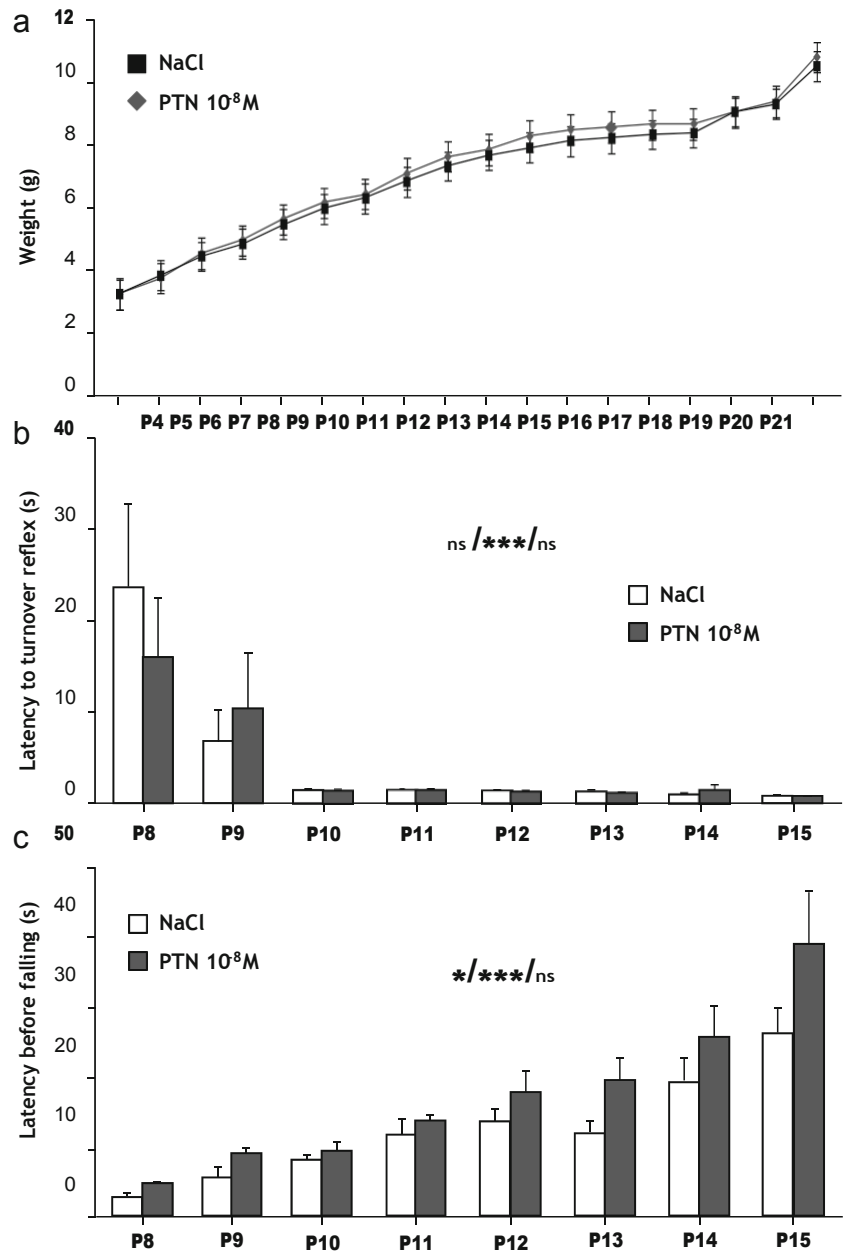 a
12
10
8
6
4
2
0
Weight (g)
NaCl
PTN 10-8M
P4 P5 P6 P7 P8 P9 P10 P11 P12 P13 P14 P15 P16 P17 P18 P19 P20 P21
b
40
30
20
10
0
Latency to turnover reflex (s)
ns /***/ns
NaCl
PTN 10-8M
P8 P9 P10 P11 P12 P13 P14 P15
c
50
40
30
20
10
0
Latency before falling (s)
NaCl
PTN 10-8M
*/***/ns
P8 P9 P10 P11 P12 P13 P14 P15